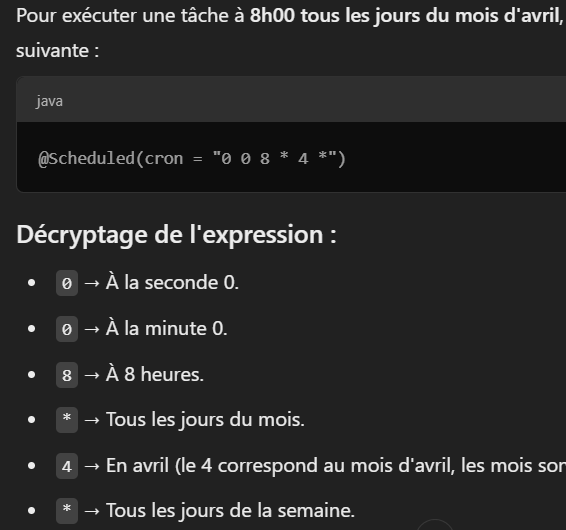 Pour exécuter une tâche à 8h00 tous les jours du mois d'avril,
suivante :
java
@Scheduled(cron = "0 0 8 * 4 *")
Décryptage de l'expression :
• 0 → À la seconde 0.
• 0 → À la minute 0.
• 8 → À 8 heures.
• * → Tous les jours du mois.
• 4 → En avril (le 4 correspond au mois d'avril, les mois son
• * → Tous les jours de la semaine.